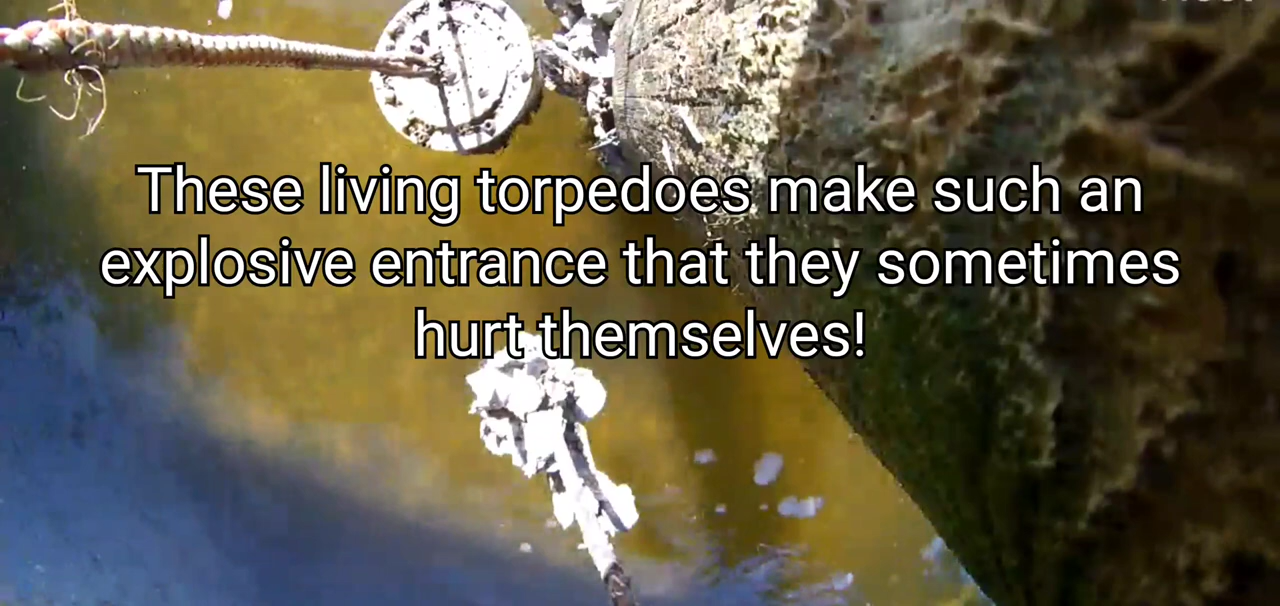 These living torpedoes make such an
explosive entrance that they sometimes
hurt themselves!